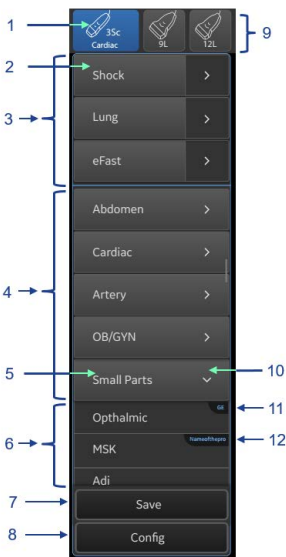 1
3Sc
Cardiac
9L
12L
9
2
Shock
3
Lung
eFast
Abdomen
Cardiac
4
Artery
OB/GYN
5
Small Parts
10
G8
11
Opthalmic
Nameofthepro
12
6
MSK
Adi
7
Save
8
Config